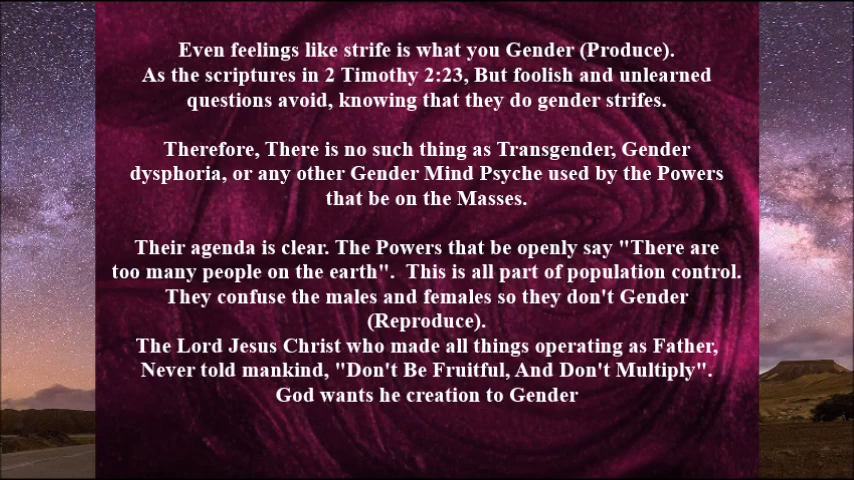 Even feelings like strife is what you Gender (Produce).
As the scriptures in 2 Timothy 2:23, But foolish and unlearned
questions avoid, knowing that they do gender strifes.
Therefore, There is no such thing as Transgender, Gender
dysphoria, or any other Gender Mind Psyche used by the Powers
that be on the Masses.
Their agenda is clear. The Powers that be openly say "There are
too many people on the earth". This is all part of population control.
They confuse the males and females so they don't Gender
(Reproduce).
The Lord Jesus Christ who made all things operating as Father,
Never told mankind, "Don't Be Fruitful, And Don't Multiply".
God wants he creation to Gender